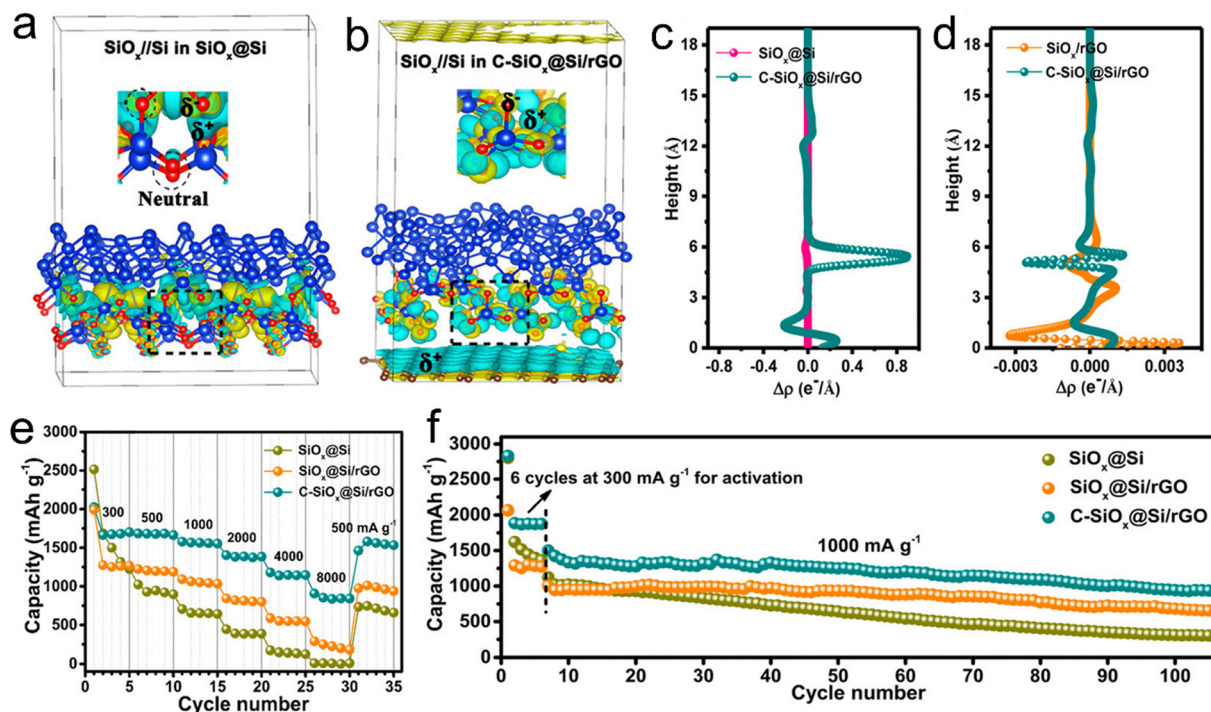 a
SiOx//Si in SiOx@Si
δ-
δ+
Neutral
b
SiOx//Si in C-SiOx@Si/rGO
δ-
δ+
δ+
c
SiOx@Si
C-SiOx@Si/rGO
Height(Å)
18
15
12
9
6
3
0
-0.8 -0.4 0.0 0.4 0.8
Δρ (e-/Å)
d
SiOx/rGO
C-SiOx@Si/rGO
Height(Å)
18
15
12
9
6
3
0
-0.003 0.000 0.003
Δρ (e-/Å)
e
Capacity (mAh g-1)
3000
2500
2000
1500
1000
500
0
SiOx@Si
SiOx@Si/rGO
C-SiOx@Si/rGO
300 500 1000 2000 4000 8000 500 mA g-1
0 5 10 15 20 25 30 35
Cycle number
f
Capacity (mAh g-1)
3000
2500
2000
1500
1000
500
0
6 cycles at 300 mA g-1 for activation
SiOx@Si
SiOx@Si/rGO
C-SiOx@Si/rGO
1000 mA g-1
0 10 20 30 40 50 60 70 80 90 100
Cycle number